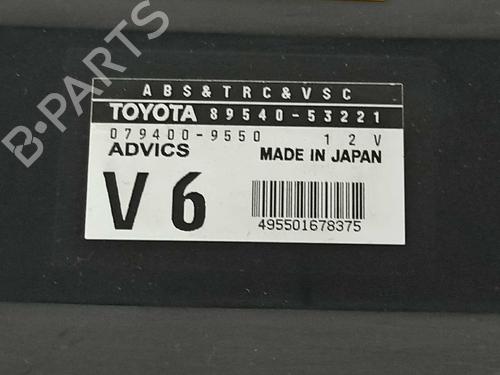 ABS&TRC&VSC
TOYOTA 89540-53221
079400-9550 12V
ADVICS MADE IN JAPAN
V6
495501678375
B-PARTS